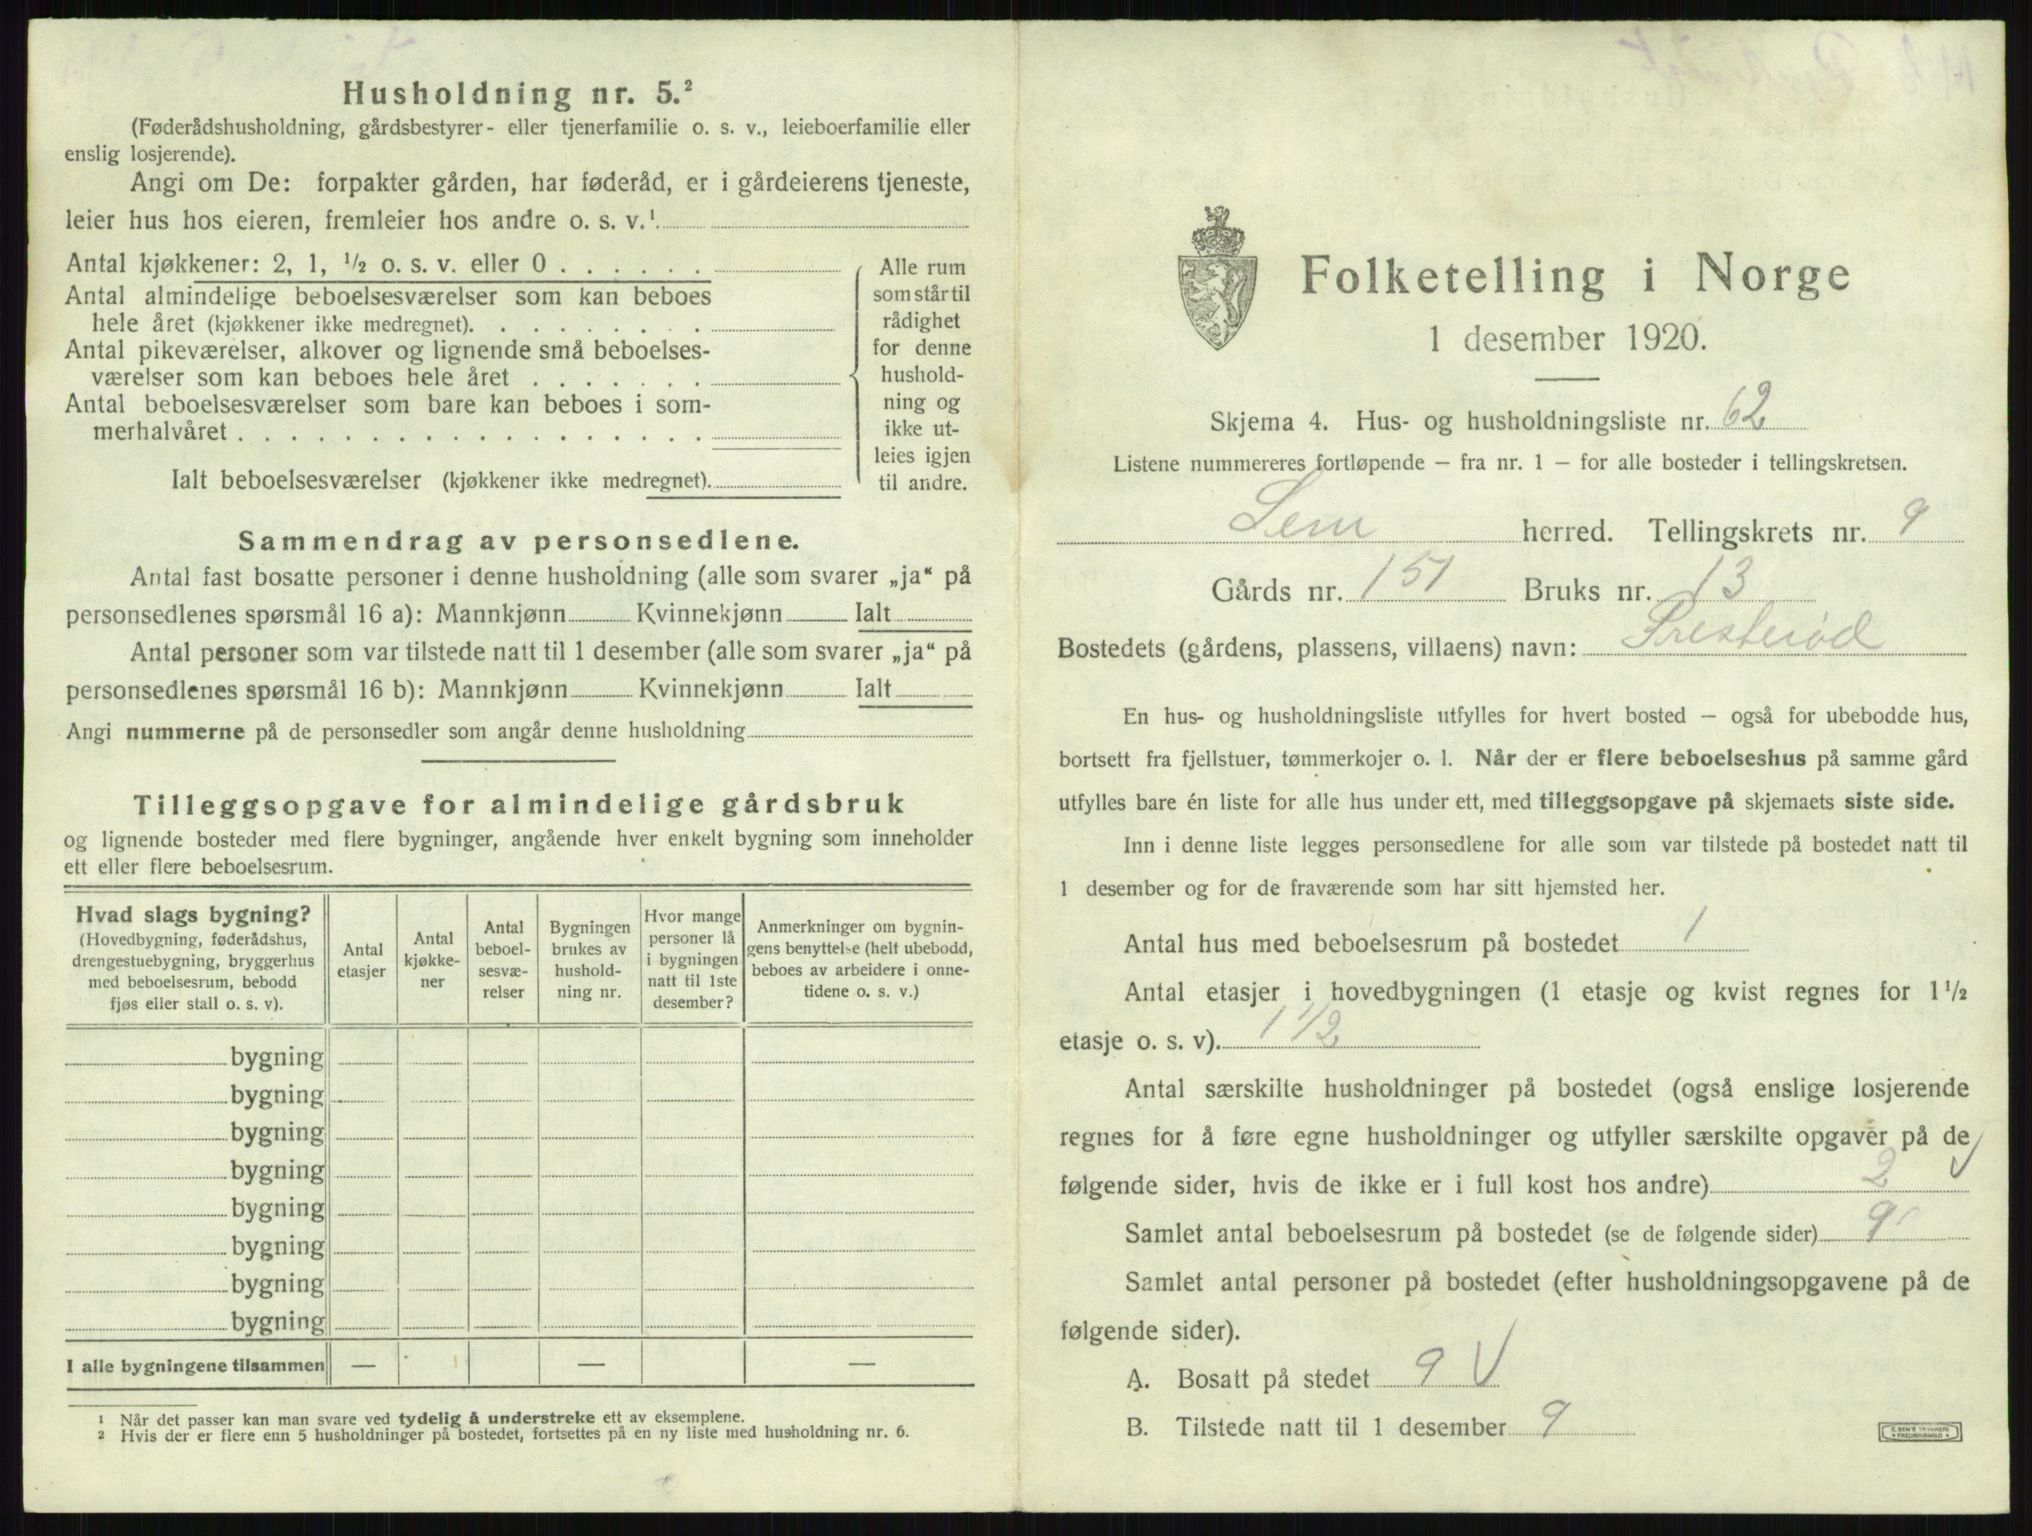 Husholdning nr. 5.²
(Føderådshusholdning, gårdsbestyrer- eller tjenerfamilie o. s. v., leieboerfamilie eller
enslig losjerende).
Angi om De: forpakter gården, har føderåd, er i gårdeierens tjeneste,
leier hus hos eieren, fremleier hos andre o. s. v.¹
Antal kjøkkener: 2, 1, ½ o. s. v. eller 0 . . . . . .
Antal almindelige beboelsesværelser som kan beboes
hele året (kjøkkener ikke medregnet). . . . . . . . .
Antal pikeværelser, alkover og lignende små beboelses-
værelser som kan beboes hele året . . . . . . .
Antal beboelsesværelser som bare kan beboes i som-
merhalvåret . . . . . . . . . . . . . . . . . .
Ialt beboelsesværelser (kjøkkener ikke medregnet).
Alle rum
som står til
rådighet
for denne
hushold-
ning og
ikke ut-
leies igjen
til andre.
Sammendrag av personsedlene.
Antal fast bosatte personer i denne husholdning (alle som svarer „ja“ på
personsedlenes spørsmål 16 a): Mannkjønn Kvinnekjønn Ialt
Antal personer som var tilstede natt til 1 desember (alle som svarer „ja“ på
personsedlenes spørsmål 16 b): Mannkjønn Kvinnekjønn Ialt
Angi nummerne på de personsedler som angår denne husholdning
Tilleggsopgave for almindelige gårdsbruk
og lignende bosteder med flere bygninger, angående hver enkelt bygning som inneholder
ett eller flere beboelsesrum.
Hvad slags bygning?
(Hovedbygning, føderådshus,
drengestuebygning, bryggerhus
med beboelsesrum, bebodd
fjøs eller stall o. s. v).
Antal
etasjer
Antal
kjøkke-
ner
Antal
beboel-
sesvæ-
relser
Bygningen
brukes av
hushold-
ning nr.
Hvor mange
personer lå
i bygningen
natt til 1ste
desember?
Anmerkninger om bygnin-
gens benyttelse (helt ubebodd,
beboes av arbeidere i onne-
tidene o. s. v.)
bygning
bygning
bygning
bygning
bygning
bygning
bygning
bygning
I alle bygningene tilsammen — — —
¹ Når det passer kan man svare ved tydelig å understreke ett av eksemplene.
² Hvis der er flere enn 5 husholdninger på bostedet, fortsettes på en ny liste med husholdning nr. 6.
Folketelling i Norge
1 desember 1920.
Skjema 4. Hus- og husholdningsliste nr. 62
Listene nummereres fortløpende — fra nr. 1 — for alle bosteder i tellingskretsen.
Sem herred. Tellingskrets nr. 9
Gårds nr. 151 Bruks nr. 13
Bostedets (gårdens, plassens, villaens) navn: Presterød
En hus- og husholdningsliste utfylles for hvert bosted — også for ubebodde hus,
bortsett fra fjellstuer, tømmerkojer o. l. Når der er flere beboelseshus på samme gård
utfylles bare én liste for alle hus under ett, med tilleggsopgave på skjemaets siste side.
Inn i denne liste legges personsedlene for alle som var tilstede på bostedet natt til
1 desember og for de fraværende som har sitt hjemsted her.
Antal hus med beboelsesrum på bostedet 1
Antal etasjer i hovedbygningen (1 etasje og kvist regnes for 1½
etasje o. s. v). 1 1/2
Antal særskilte husholdninger på bostedet (også enslige losjerende
regnes for å føre egne husholdninger og utfyller særskilte opgaver på de
følgende sider, hvis de ikke er i full kost hos andre) 2 √
Samlet antal beboelsesrum på bostedet (se de følgende sider) 9
Samlet antal personer på bostedet (efter husholdningsopgavene på de
følgende sider).
A. Bosatt på stedet 9 √
B. Tilstede natt til 1 desember 9